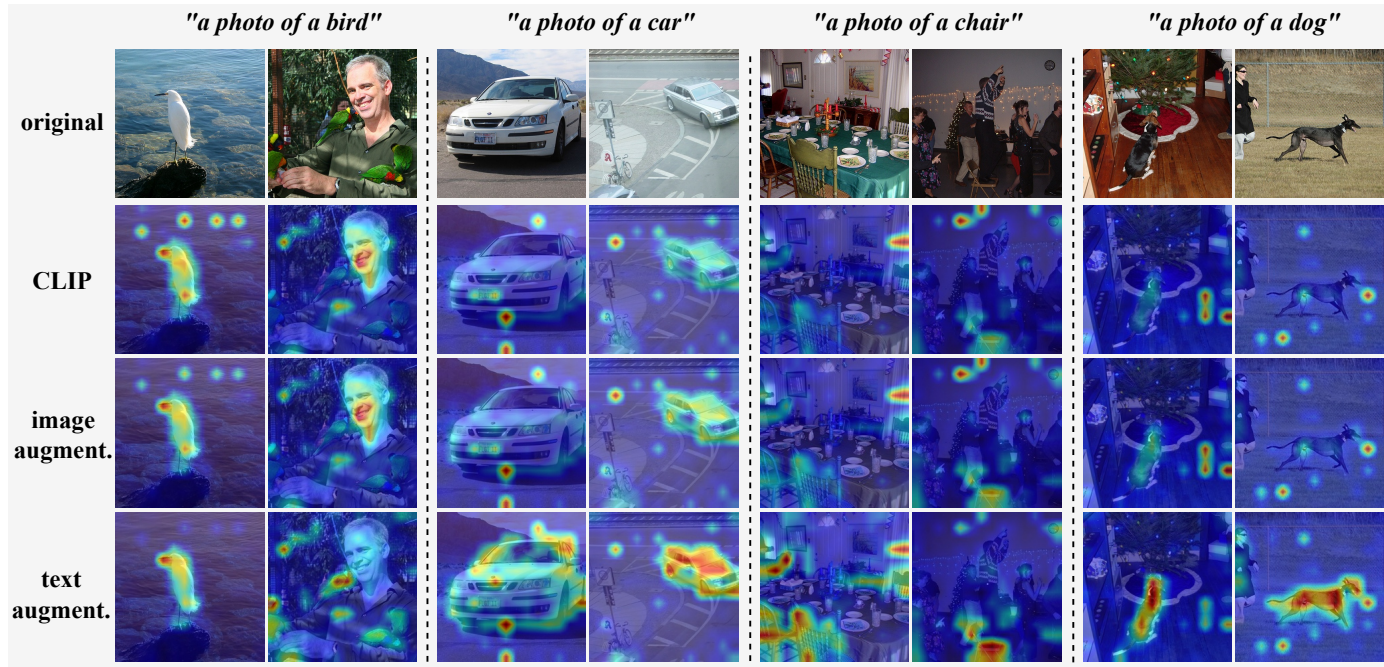 "a photo of a bird"
"a photo of a car"
"a photo of a chair"
"a photo of a dog"
original
CLIP
image
augment.
text
augment.